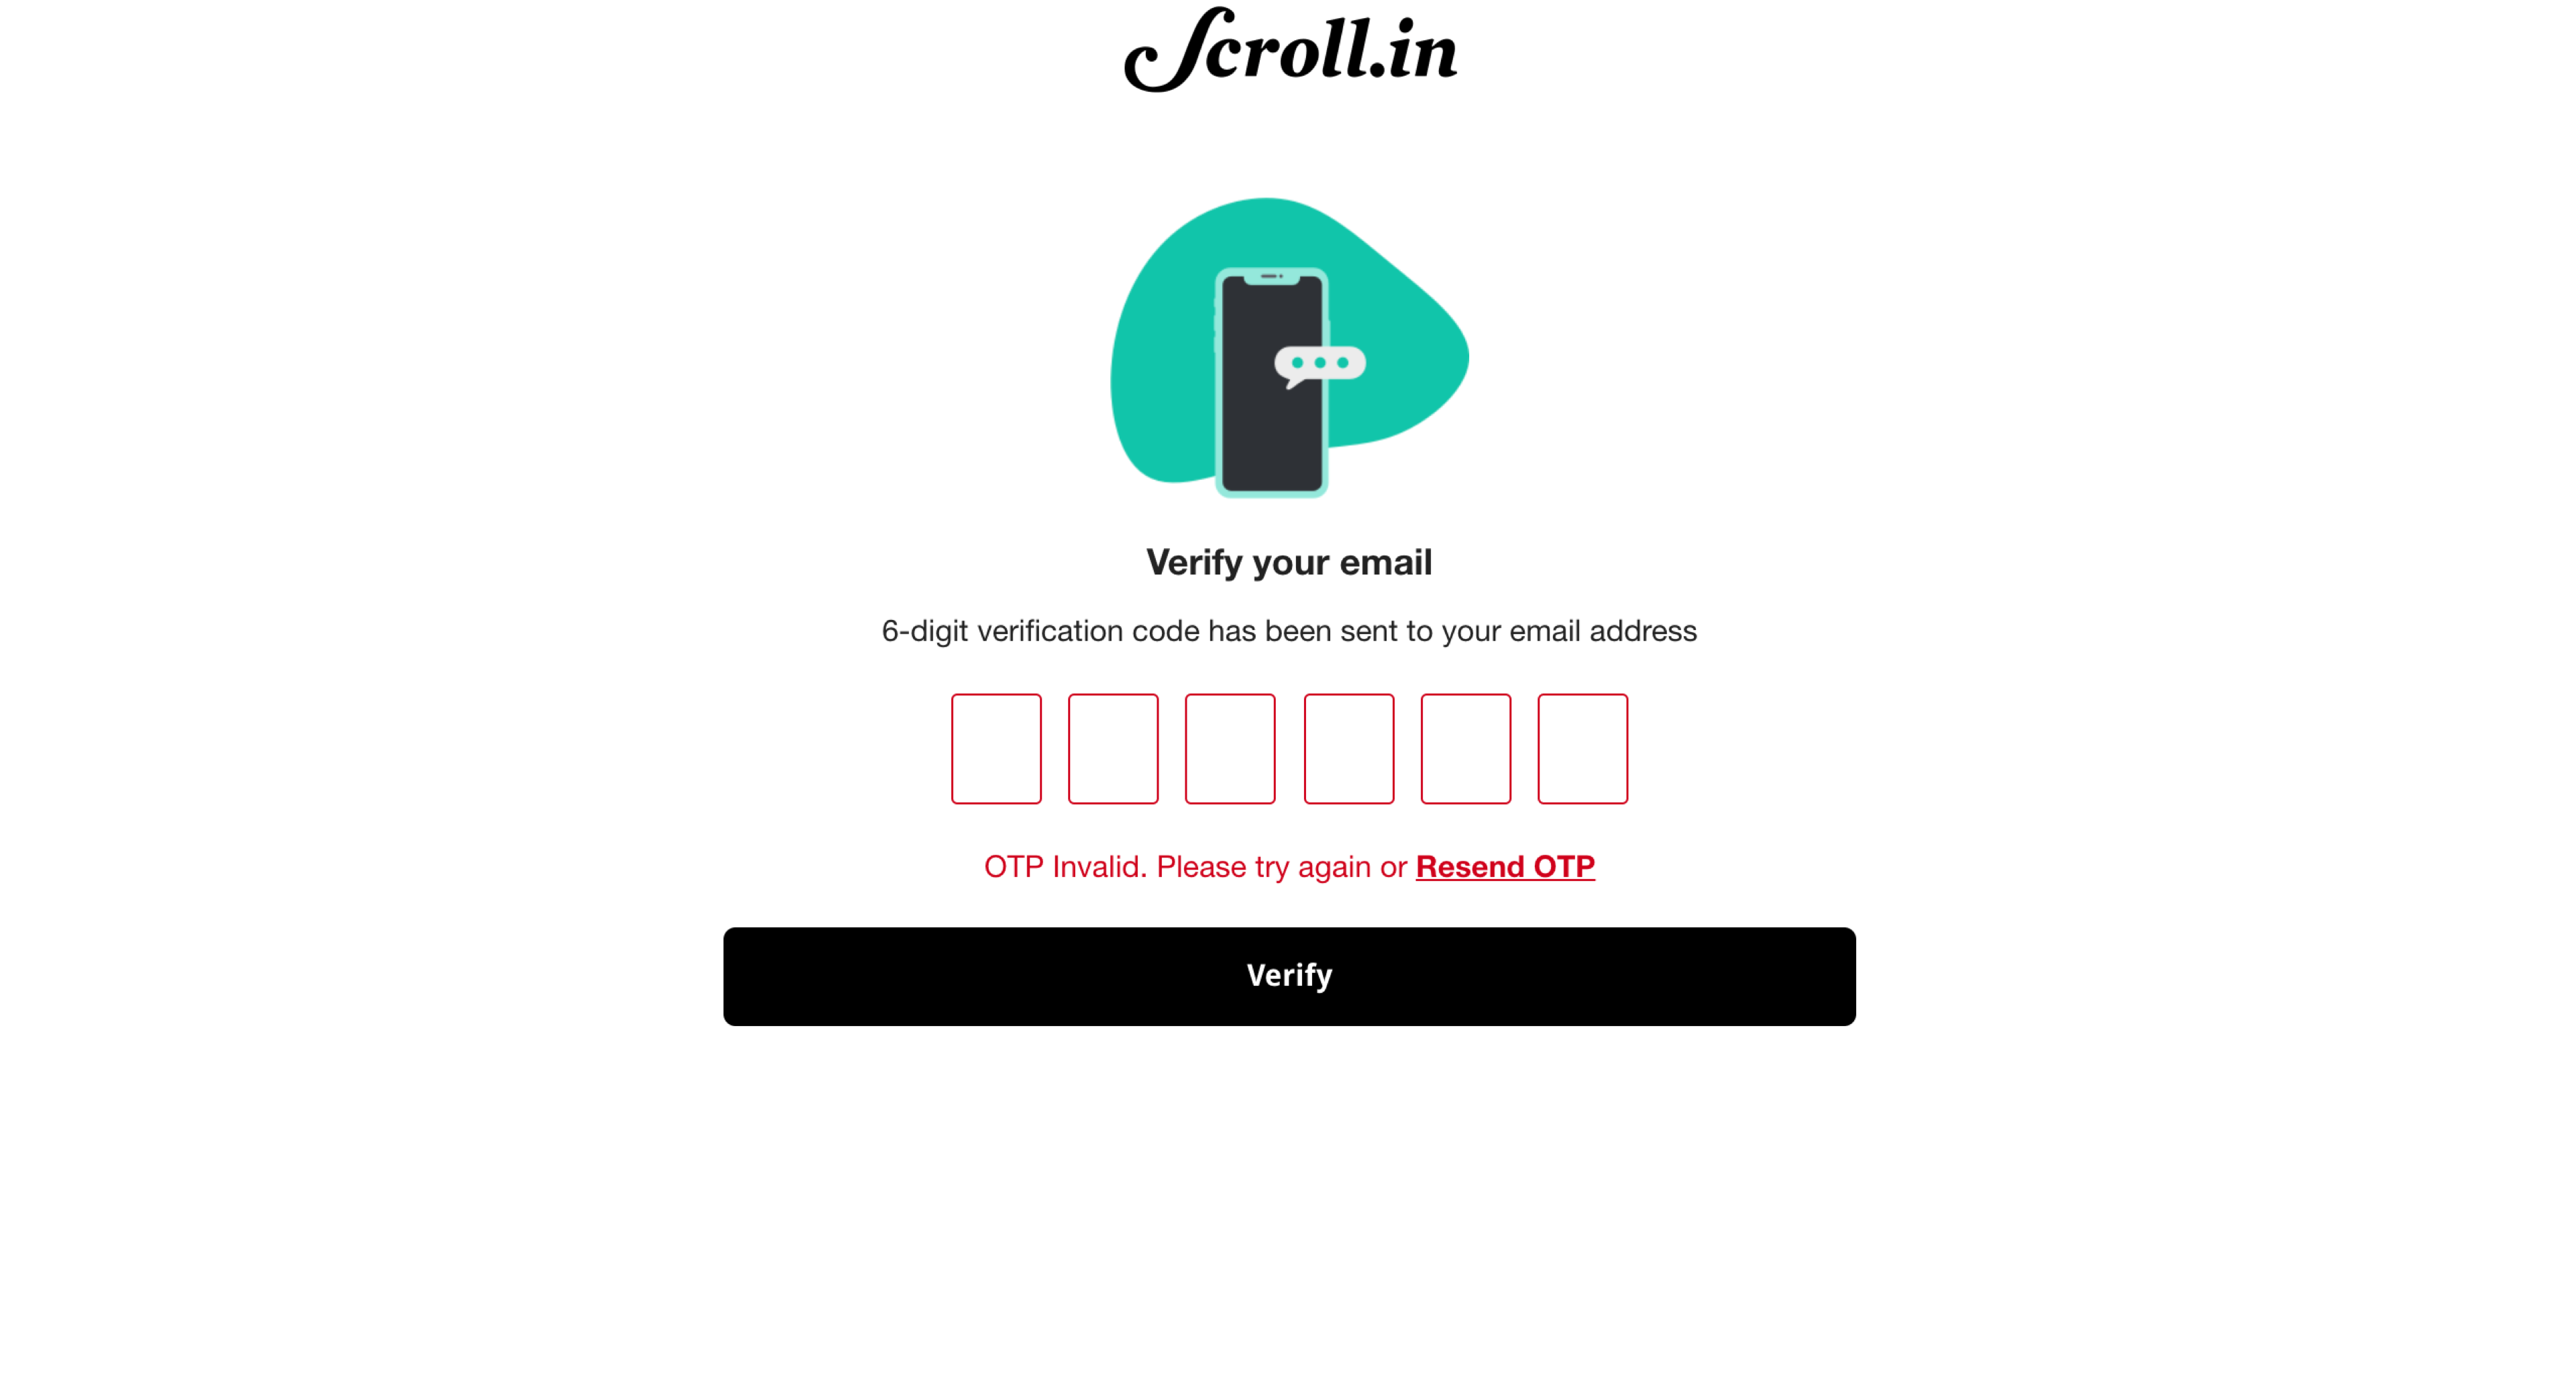 Scroll.in
Verify your email
6-digit verification code has been sent to your email address
OTP Invalid. Please try again or Resend OTP
Verify